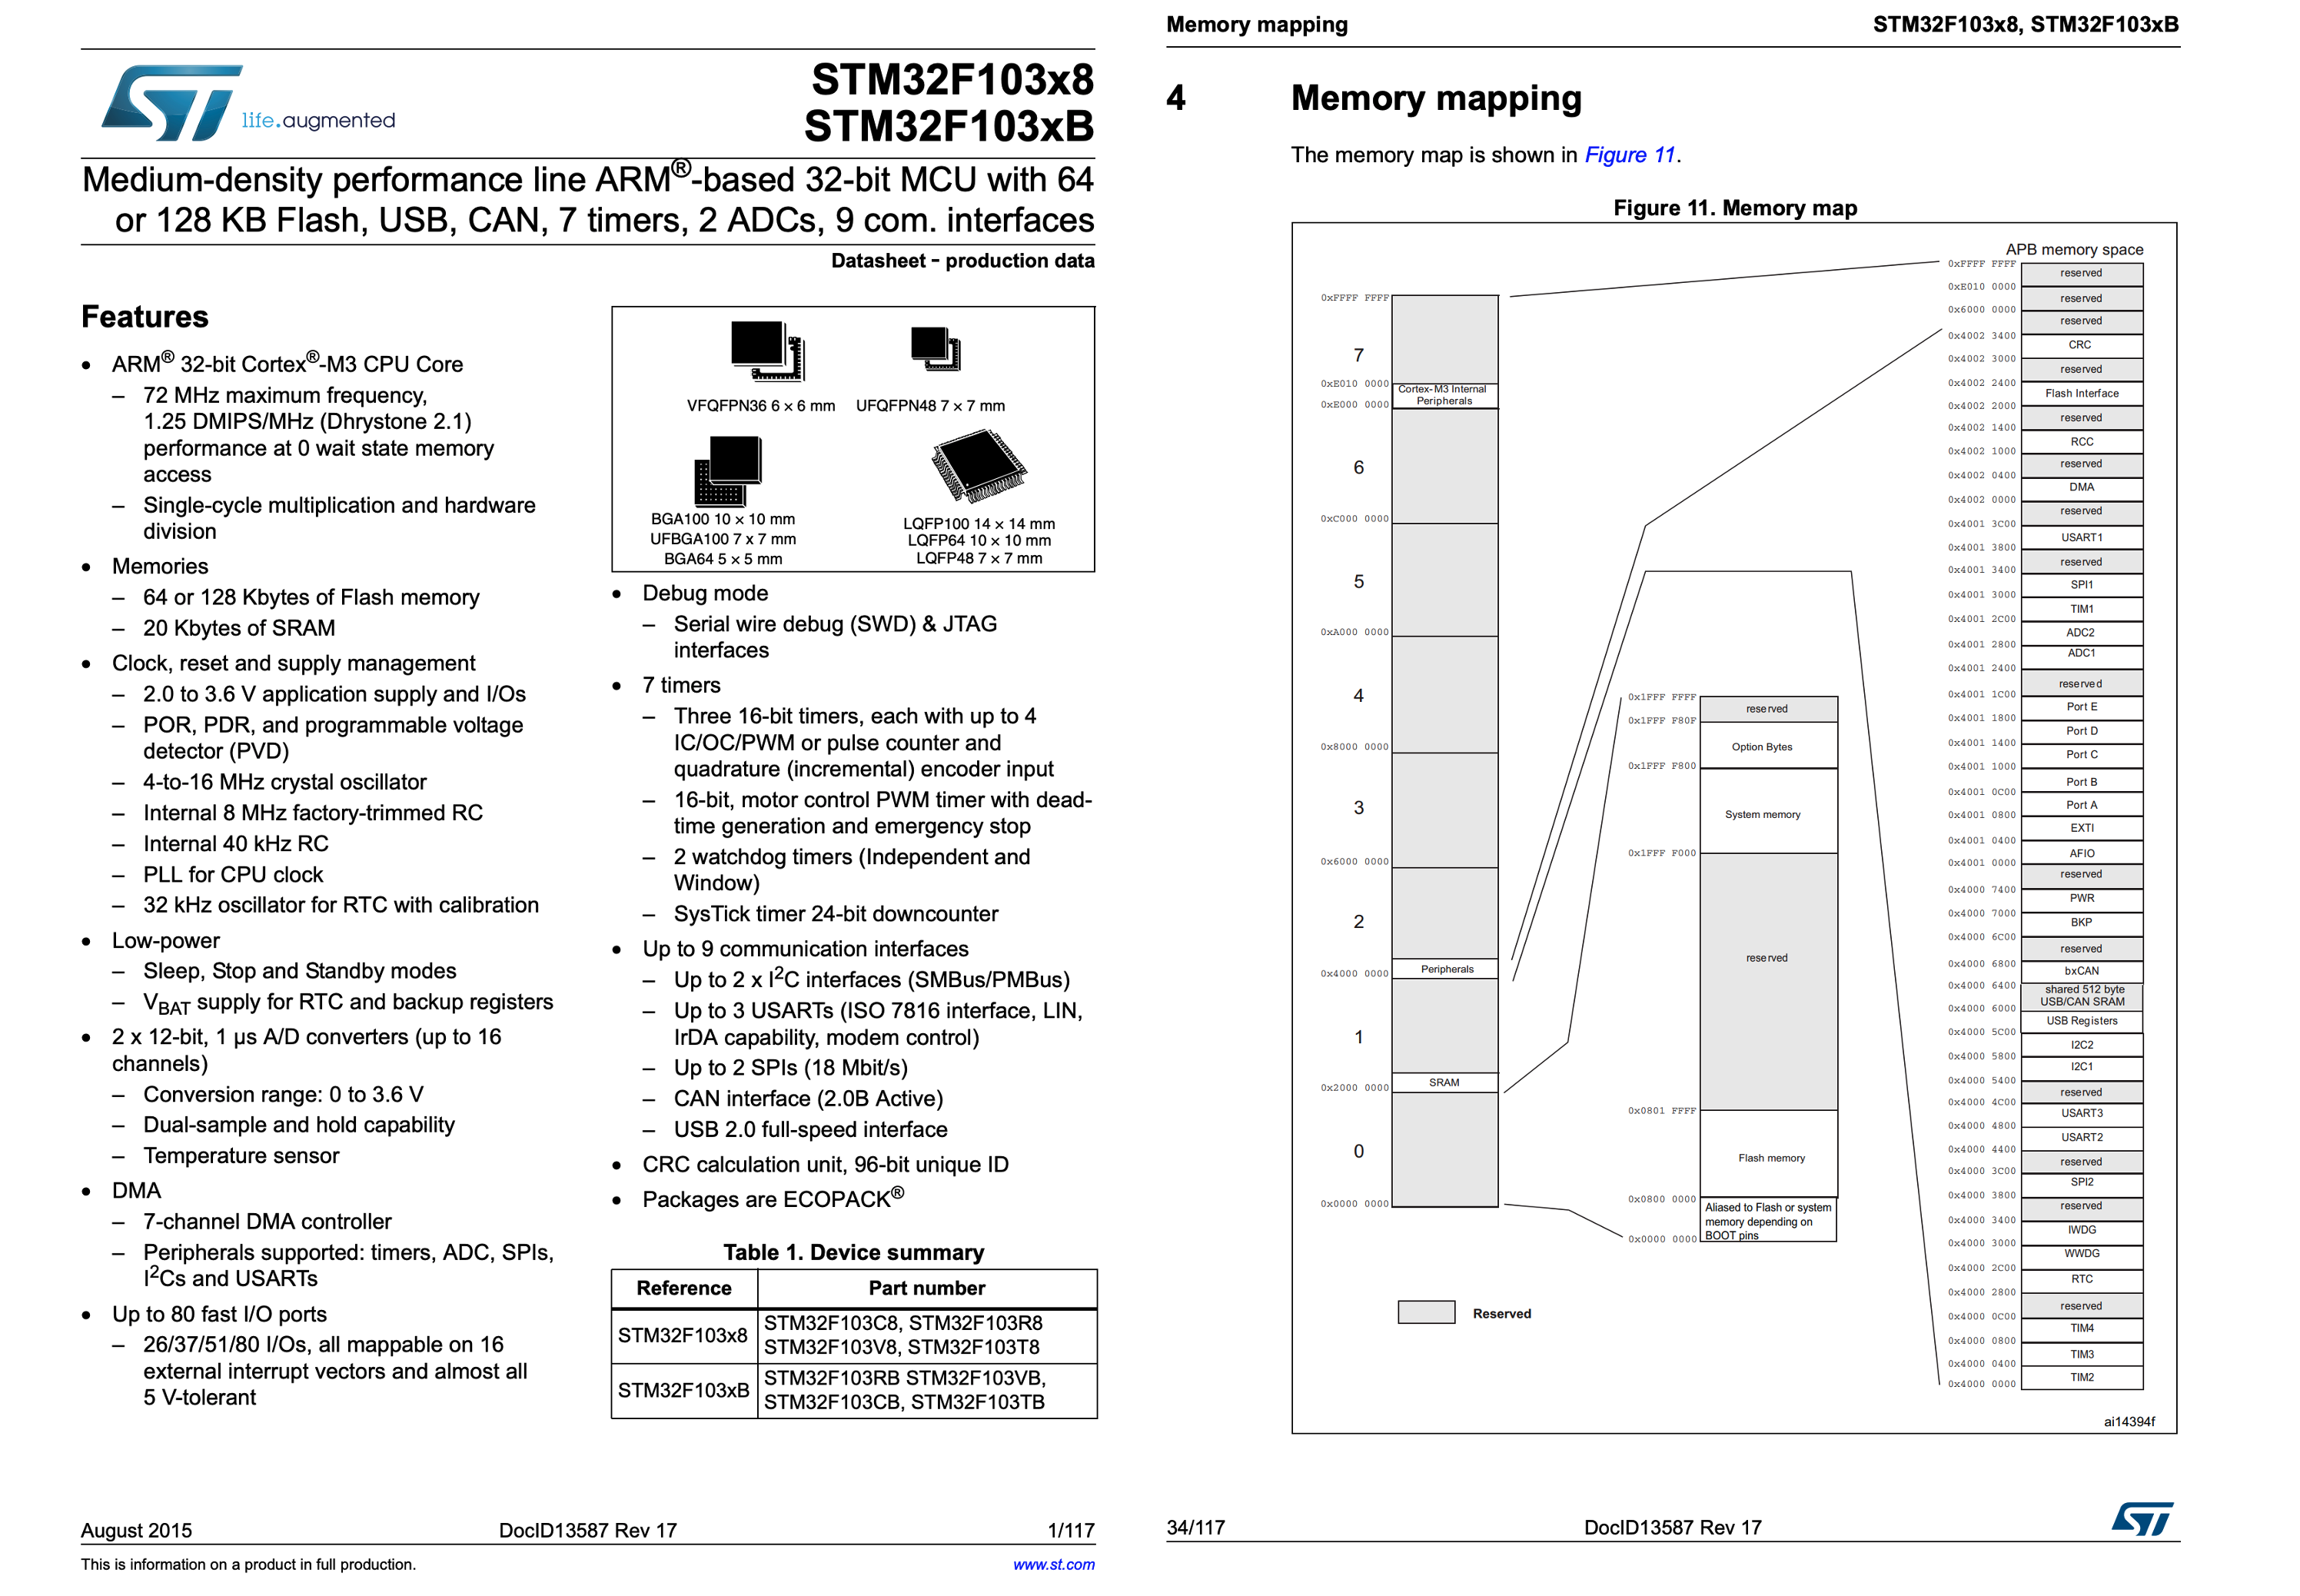 STM32F103x8
STM32F103xB
ST
life.augmented
Medium-density performance line ARM®-based 32-bit MCU with 64
or 128 KB Flash, USB, CAN, 7 timers, 2 ADCs, 9 com. interfaces
Datasheet - production data
Features
• ARM® 32-bit Cortex®-M3 CPU Core
– 72 MHz maximum frequency,
1.25 DMIPS/MHz (Dhrystone 2.1)
performance at 0 wait state memory
access
– Single-cycle multiplication and hardware
division
• Memories
– 64 or 128 Kbytes of Flash memory
– 20 Kbytes of SRAM
• Clock, reset and supply management
– 2.0 to 3.6 V application supply and I/Os
– POR, PDR, and programmable voltage
detector (PVD)
– 4-to-16 MHz crystal oscillator
– Internal 8 MHz factory-trimmed RC
– Internal 40 kHz RC
– PLL for CPU clock
– 32 kHz oscillator for RTC with calibration
• Low-power
– Sleep, Stop and Standby modes
– VBAT supply for RTC and backup registers
• 2 x 12-bit, 1 µs A/D converters (up to 16
channels)
– Conversion range: 0 to 3.6 V
– Dual-sample and hold capability
– Temperature sensor
• DMA
– 7-channel DMA controller
– Peripherals supported: timers, ADC, SPIs,
I2Cs and USARTs
• Up to 80 fast I/O ports
– 26/37/51/80 I/Os, all mappable on 16
external interrupt vectors and almost all
5 V-tolerant
VFQFPN36 6 × 6 mm
UFQFPN48 7 × 7 mm
BGA100 10 × 10 mm
UFBGA100 7 x 7 mm
BGA64 5 × 5 mm
LQFP100 14 × 14 mm
LQFP64 10 × 10 mm
LQFP48 7 × 7 mm
• Debug mode
– Serial wire debug (SWD) & JTAG
interfaces
• 7 timers
– Three 16-bit timers, each with up to 4
IC/OC/PWM or pulse counter and
quadrature (incremental) encoder input
– 16-bit, motor control PWM timer with dead-
time generation and emergency stop
– 2 watchdog timers (Independent and
Window)
– SysTick timer 24-bit downcounter
• Up to 9 communication interfaces
– Up to 2 x I2C interfaces (SMBus/PMBus)
– Up to 3 USARTs (ISO 7816 interface, LIN,
IrDA capability, modem control)
– Up to 2 SPIs (18 Mbit/s)
– CAN interface (2.0B Active)
– USB 2.0 full-speed interface
• CRC calculation unit, 96-bit unique ID
• Packages are ECOPACK®
Table 1. Device summary
Reference Part number
STM32F103x8
STM32F103C8, STM32F103R8
STM32F103V8, STM32F103T8
STM32F103xB
STM32F103RB STM32F103VB,
STM32F103CB, STM32F103TB
August 2015 DocID13587 Rev 17 1/117
This is information on a product in full production. www.st.com
Memory mapping STM32F103x8, STM32F103xB
4 Memory mapping
The memory map is shown in Figure 11.
Figure 11. Memory map
0xFFFF FFFF
7
0xE010 0000
Cortex-M3 Internal
Peripherals
0xE000 0000
6
0xC000 0000
5
0xA000 0000
4
0x8000 0000
3
0x6000 0000
2
0x4000 0000
Peripherals
1
0x2000 0000
SRAM
0
0x0000 0000
Reserved
0x1FFF FFFF
reserved
0x1FFF F80F
Option Bytes
0x1FFF F800
System memory
0x1FFF F000
reserved
0x0801 FFFF
Flash memory
0x0800 0000
Aliased to Flash or system
memory depending on
BOOT pins
0x0000 0000
APB memory space
0xFFFF FFFF
reserved
0xE010 0000
reserved
0x6000 0000
reserved
0x4002 3400
CRC
0x4002 3000
reserved
0x4002 2400
Flash Interface
0x4002 2000
reserved
0x4002 1400
RCC
0x4002 1000
reserved
0x4002 0400
DMA
0x4002 0000
reserved
0x4001 3C00
USART1
0x4001 3800
reserved
0x4001 3400
SPI1
0x4001 3000
TIM1
0x4001 2C00
ADC2
0x4001 2800
ADC1
0x4001 2400
reserved
0x4001 1C00
Port E
0x4001 1800
Port D
0x4001 1400
Port C
0x4001 1000
Port B
0x4001 0C00
Port A
0x4001 0800
EXTI
0x4001 0400
AFIO
0x4001 0000
reserved
0x4000 7400
PWR
0x4000 7000
BKP
0x4000 6C00
reserved
0x4000 6800
bxCAN
0x4000 6400
shared 512 byte
USB/CAN SRAM
0x4000 6000
USB Registers
0x4000 5C00
I2C2
0x4000 5800
I2C1
0x4000 5400
reserved
0x4000 4C00
USART3
0x4000 4800
USART2
0x4000 4400
reserved
0x4000 3C00
SPI2
0x4000 3800
reserved
0x4000 3400
IWDG
0x4000 3000
WWDG
0x4000 2C00
RTC
0x4000 2800
reserved
0x4000 0C00
TIM4
0x4000 0800
TIM3
0x4000 0400
TIM2
0x4000 0000
ai14394f
34/117 DocID13587 Rev 17
ST